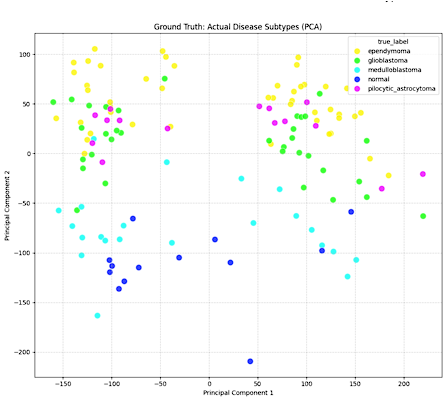 Ground Truth: Actual Disease Subtypes (PCA)
true_label
ependymoma
glioblastoma
medulloblastoma
normal
pilocytic_astrocytoma
Principal Component 2
100
50
0
−50
−100
−150
−200
−150
−100
−50
0
50
100
150
200
Principal Component 1